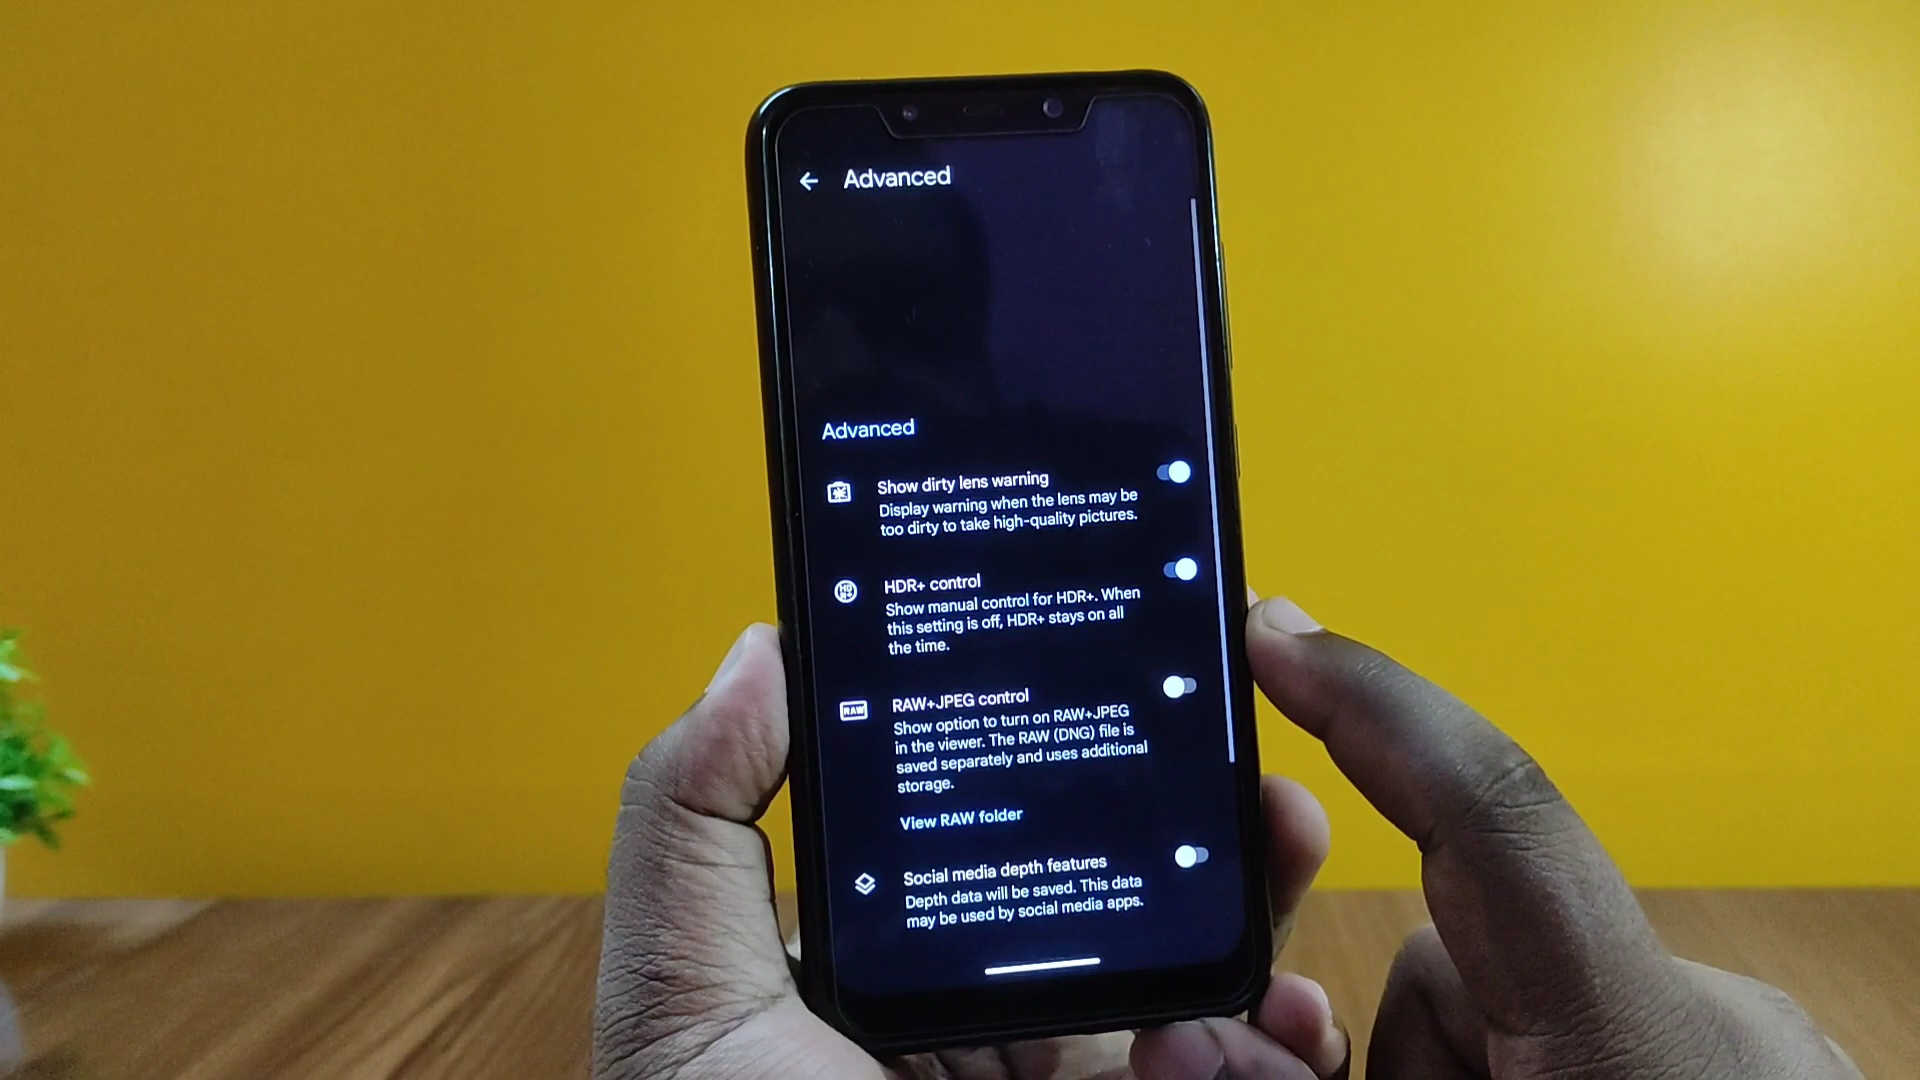 Advanced
Advanced
Show dirty lens warning
Display warning when the lens may be
too dirty to take high-quality pictures.
HDR+ control
Show manual control for HDR+. When
this setting is off, HDR+ stays on all
the time.
RAW
RAW+JPEG control
Show option to turn on RAW+JPEG
in the viewer. The RAW (DNG) file is
saved separately and uses additional
storage.
View RAW folder
Social media depth features
Depth data will be saved. This data
may be used by social media apps.